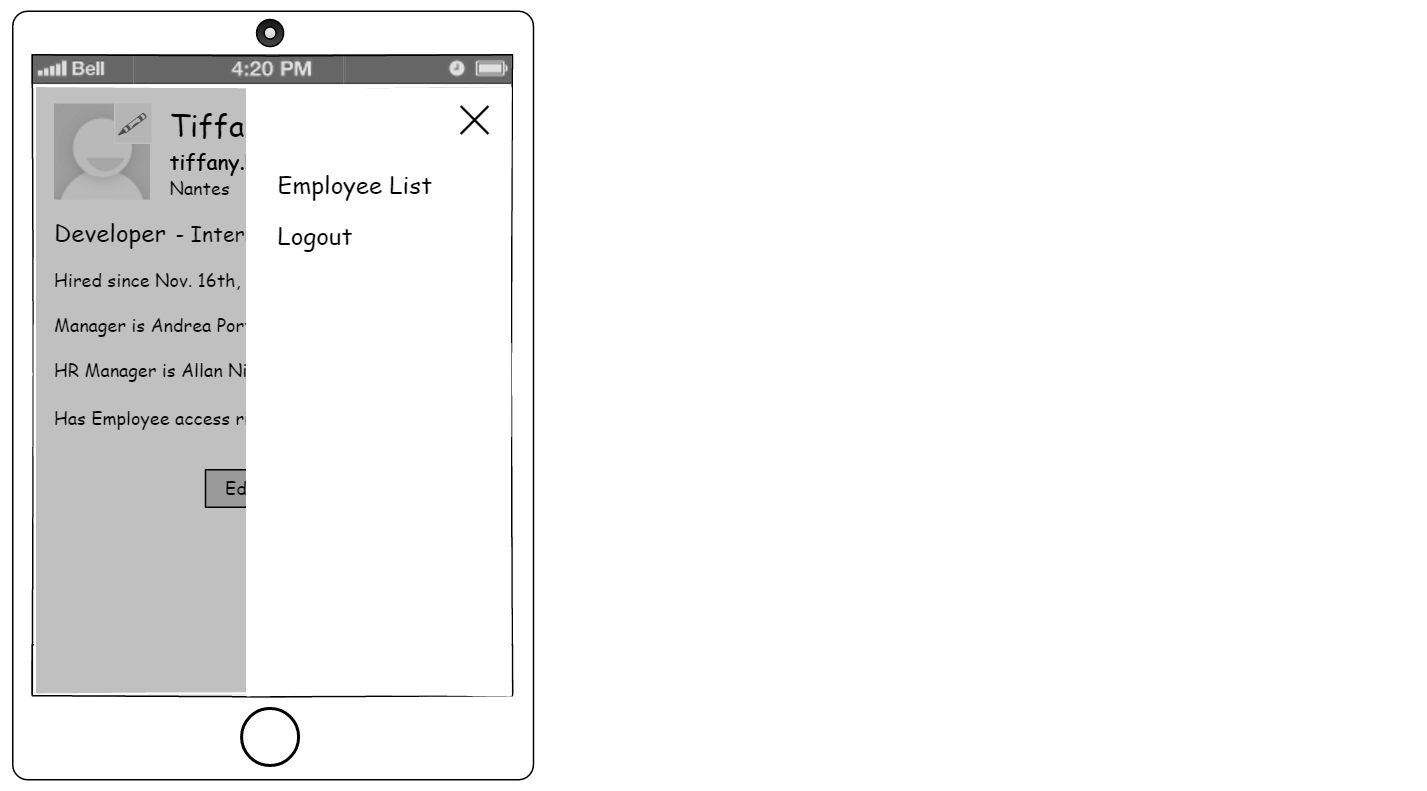 Bell 4:20 PM
Tiffa
tiffany.
Nantes
Developer - Inter
Hired since Nov. 16th,
Manager is Andrea Por
HR Manager is Allan Ni
Has Employee access r
Ed
Employee List
Logout